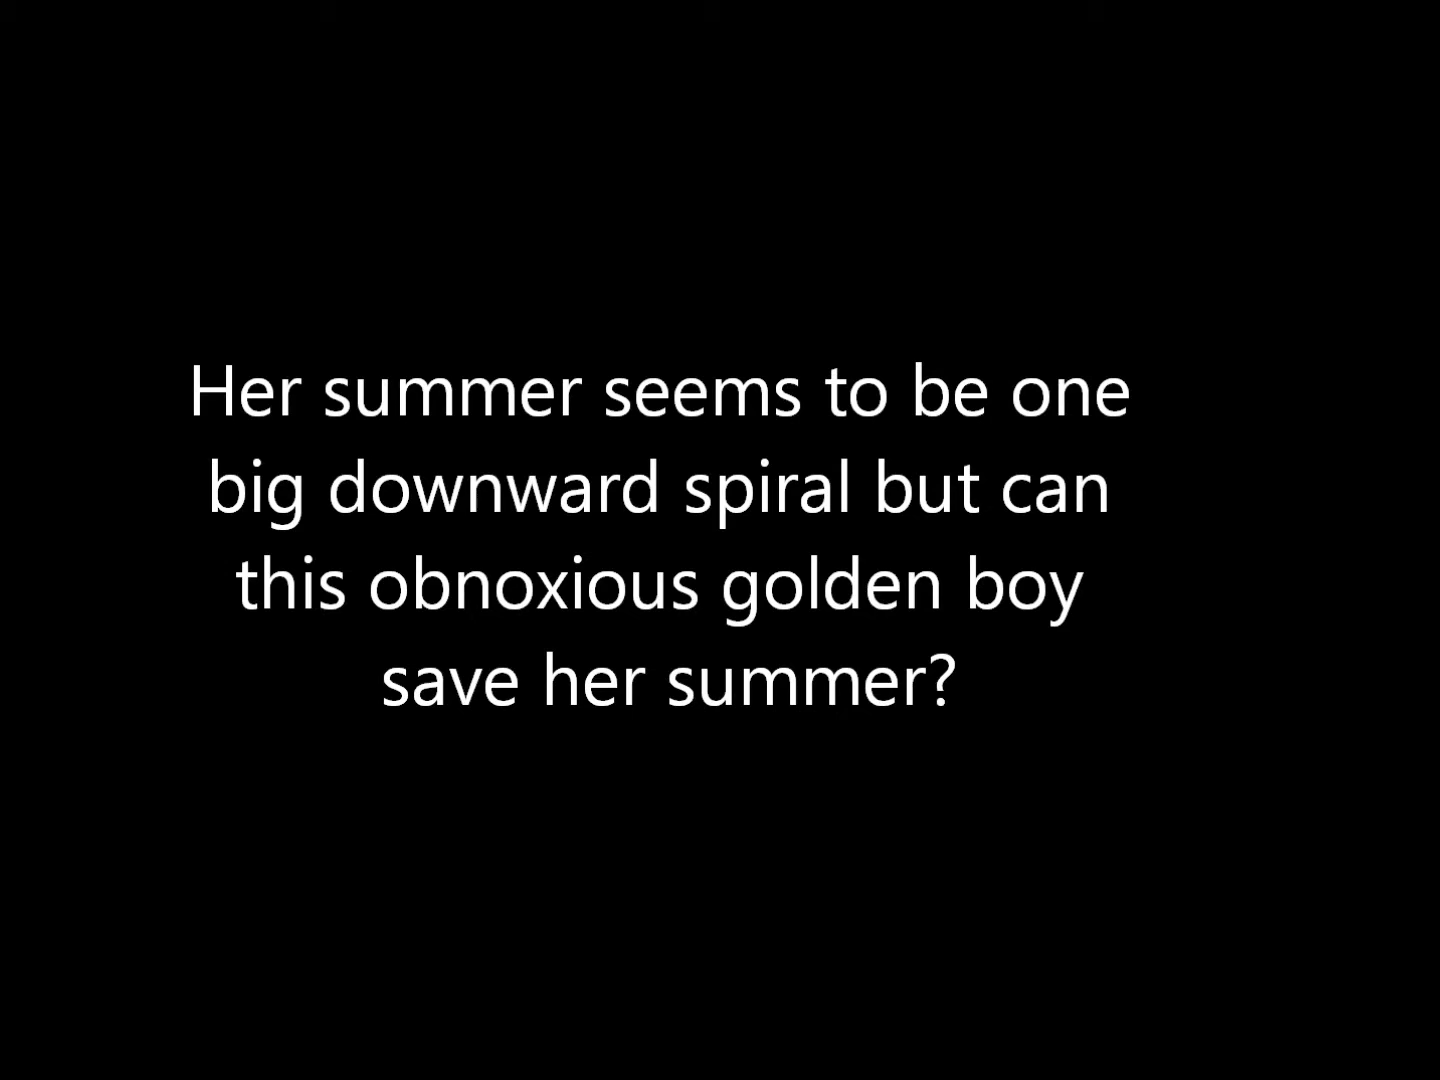 Her summer seems to be one
big downward spiral but can
this obnoxious golden boy
save her summer?